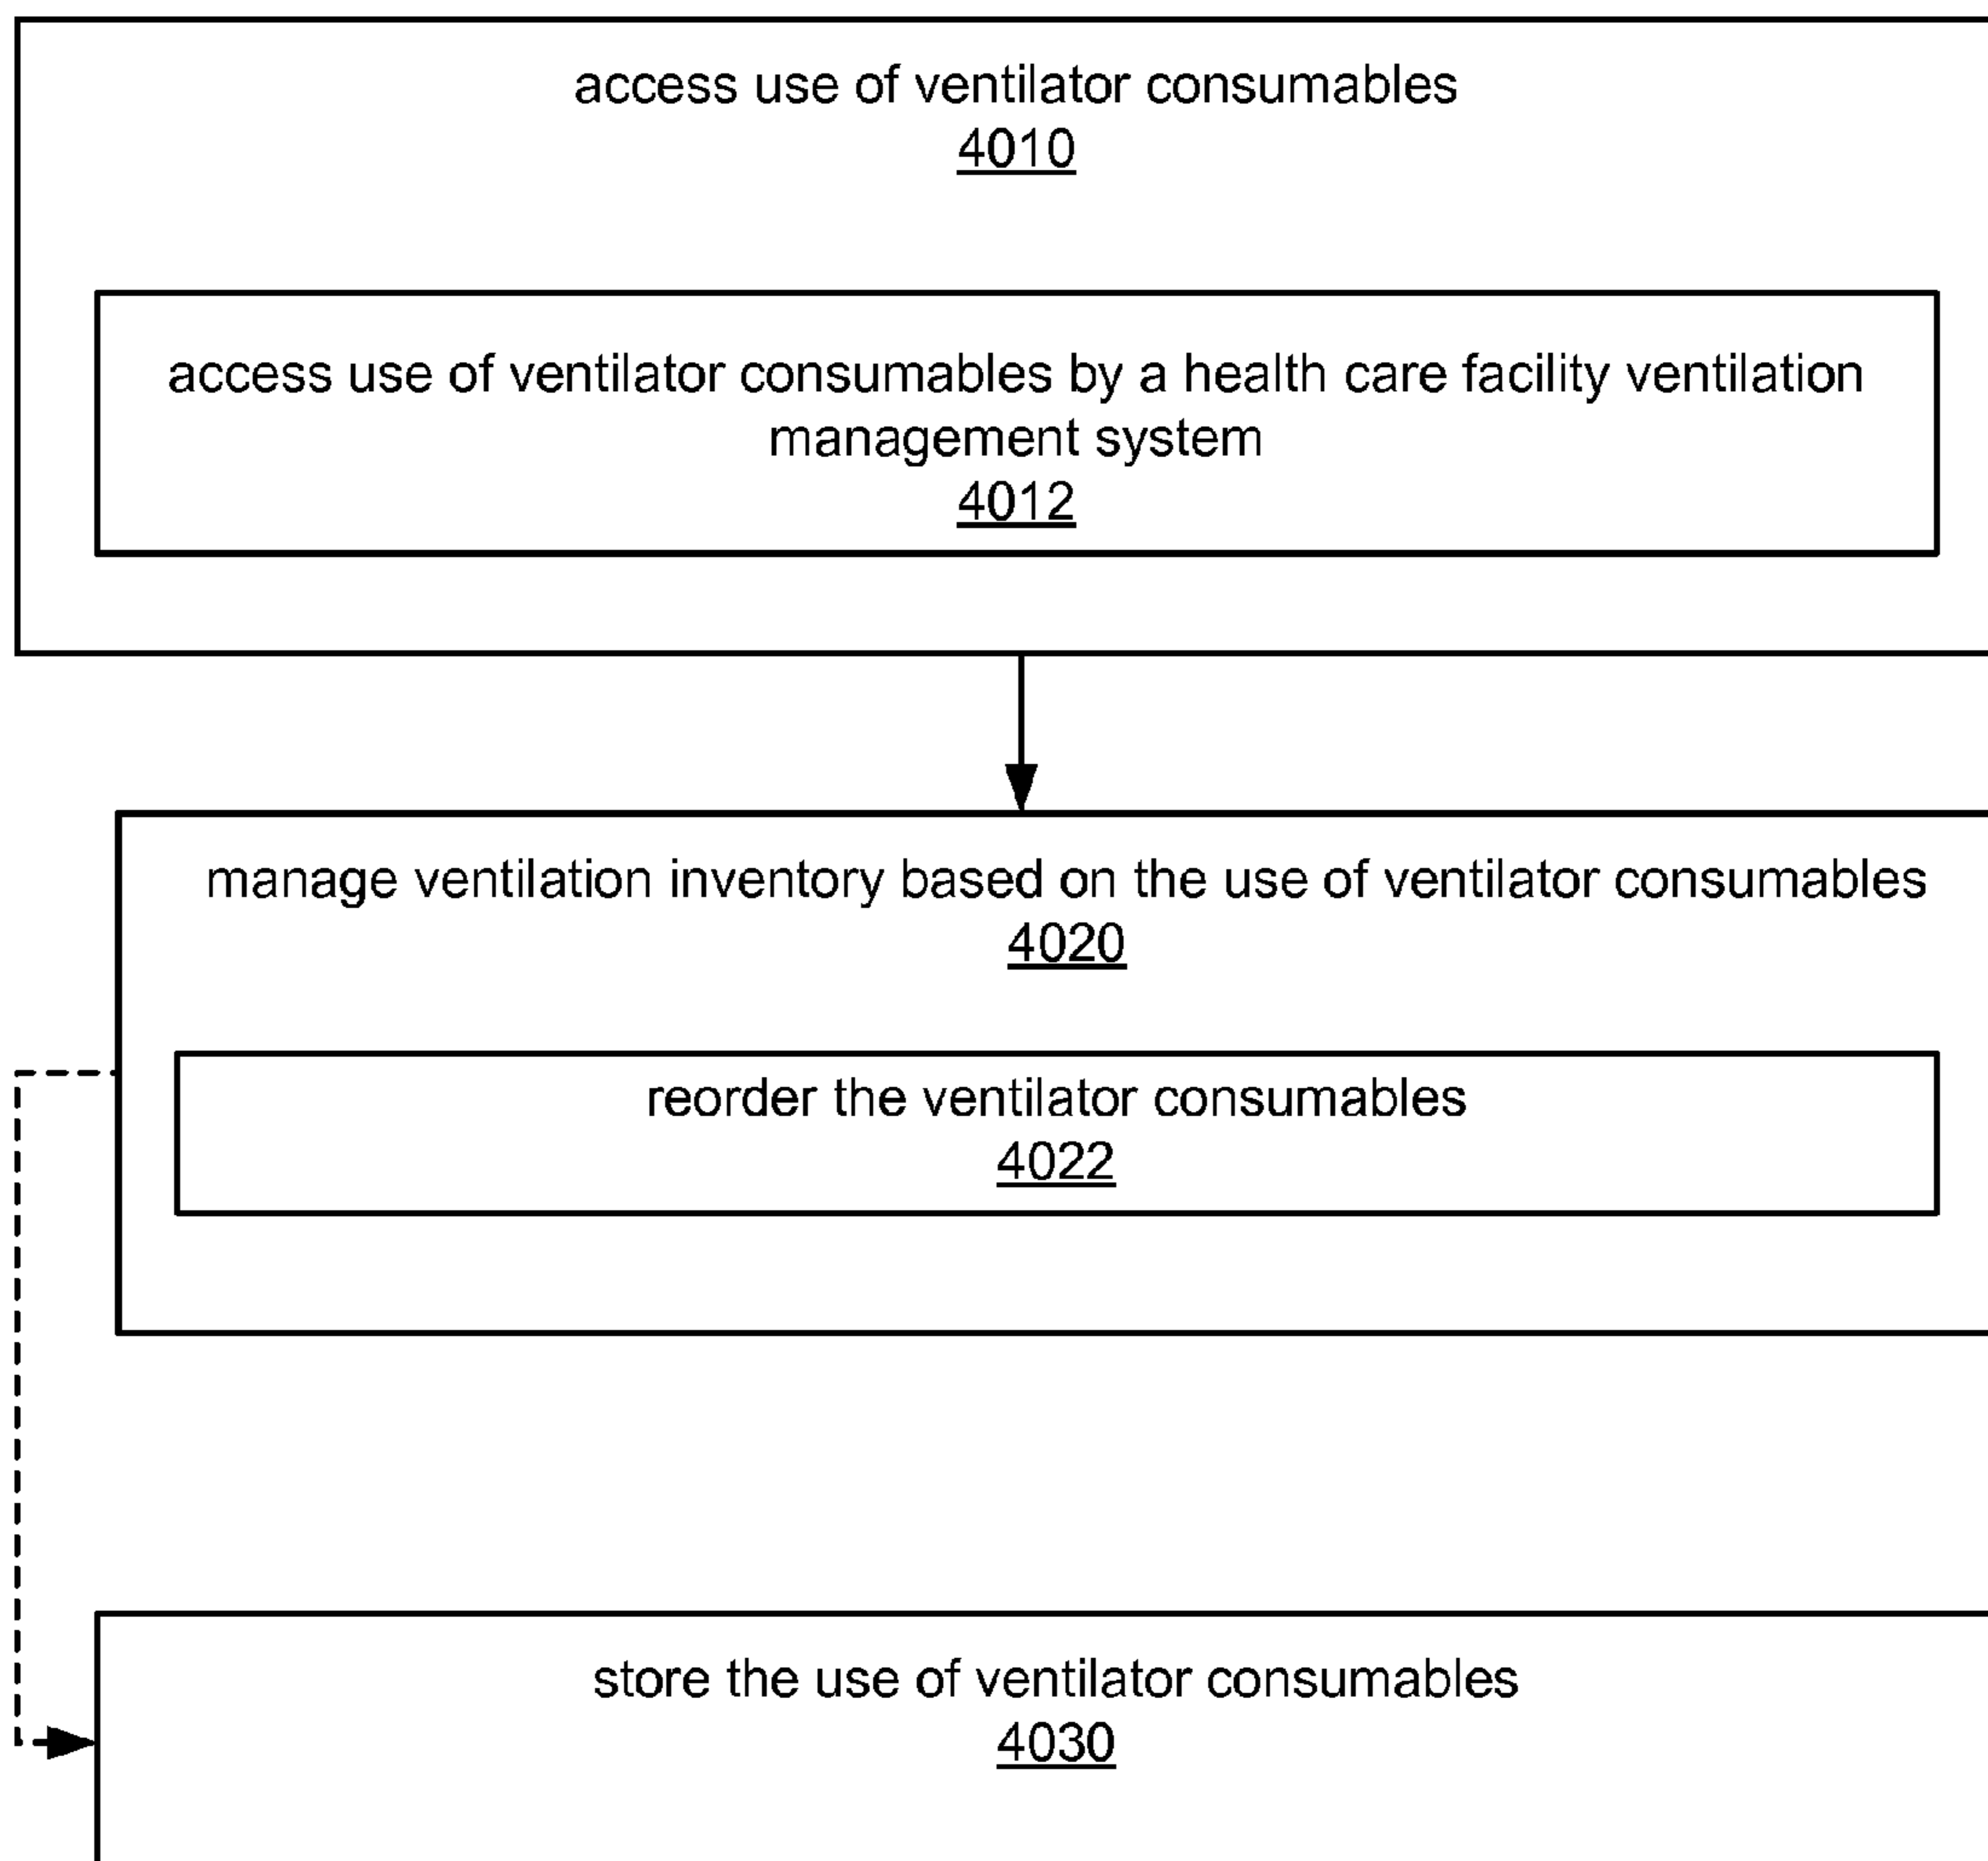 access use of ventilator consumables
4010
access use of ventilator consumables by a health care facility ventilation
management system
4012
manage ventilation inventory based on the use of ventilator consumables
4020
reorder the ventilator consumables
4022
store the use of ventilator consumables
4030